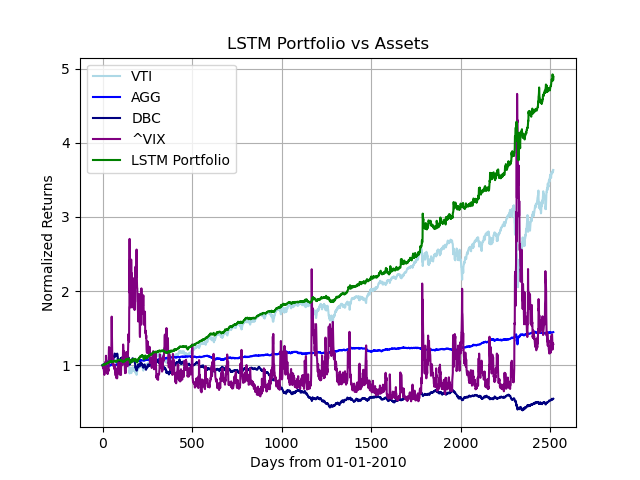 LSTM Portfolio vs Assets
VTI
AGG
DBC
^VIX
LSTM Portfolio
5
4
3
2
1
Normalized Returns
0 500 1000 1500 2000 2500
Days from 01-01-2010